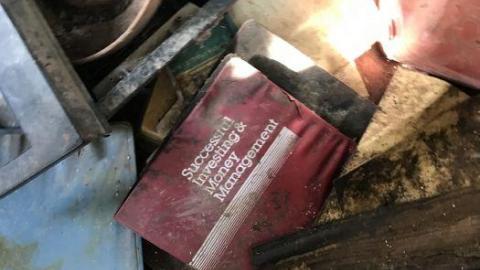 Successful
Investing &
Money
Management